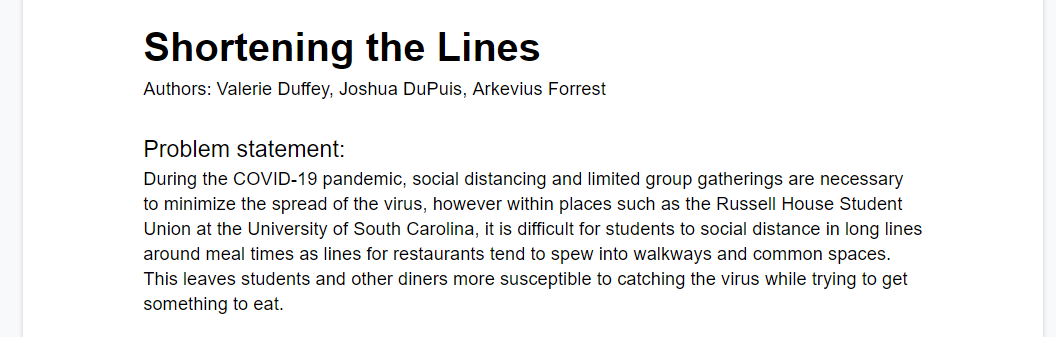 Shortening the Lines
Authors: Valerie Duffey, Joshua DuPuis, Arkevius Forrest
Problem statement:
During the COVID-19 pandemic, social distancing and limited group gatherings are necessary
to minimize the spread of the virus, however within places such as the Russell House Student
Union at the University of South Carolina, it is difficult for students to social distance in long lines
around meal times as lines for restaurants tend to spew into walkways and common spaces.
This leaves students and other diners more susceptible to catching the virus while trying to get
something to eat.